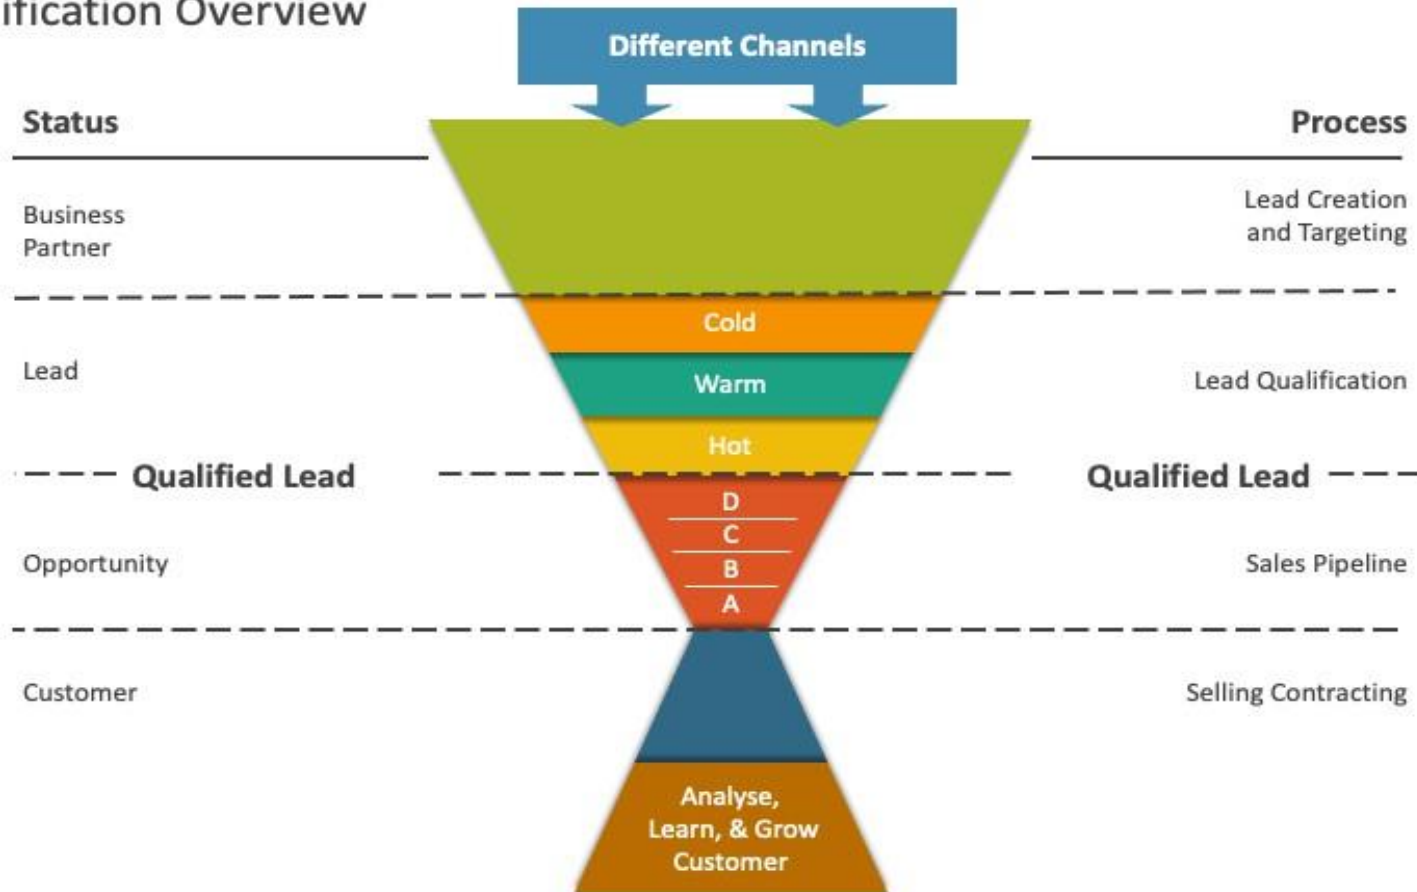 ification Overview
Different Channels
Status
Process
Business
Partner
Lead Creation
and Targeting
Cold
Lead
Warm
Lead Qualification
Hot
Qualified Lead
Qualified Lead
D
C
Opportunity
Sales Pipeline
B
A
Customer
Selling Contracting
Analyse,
Learn, & Grow
Customer